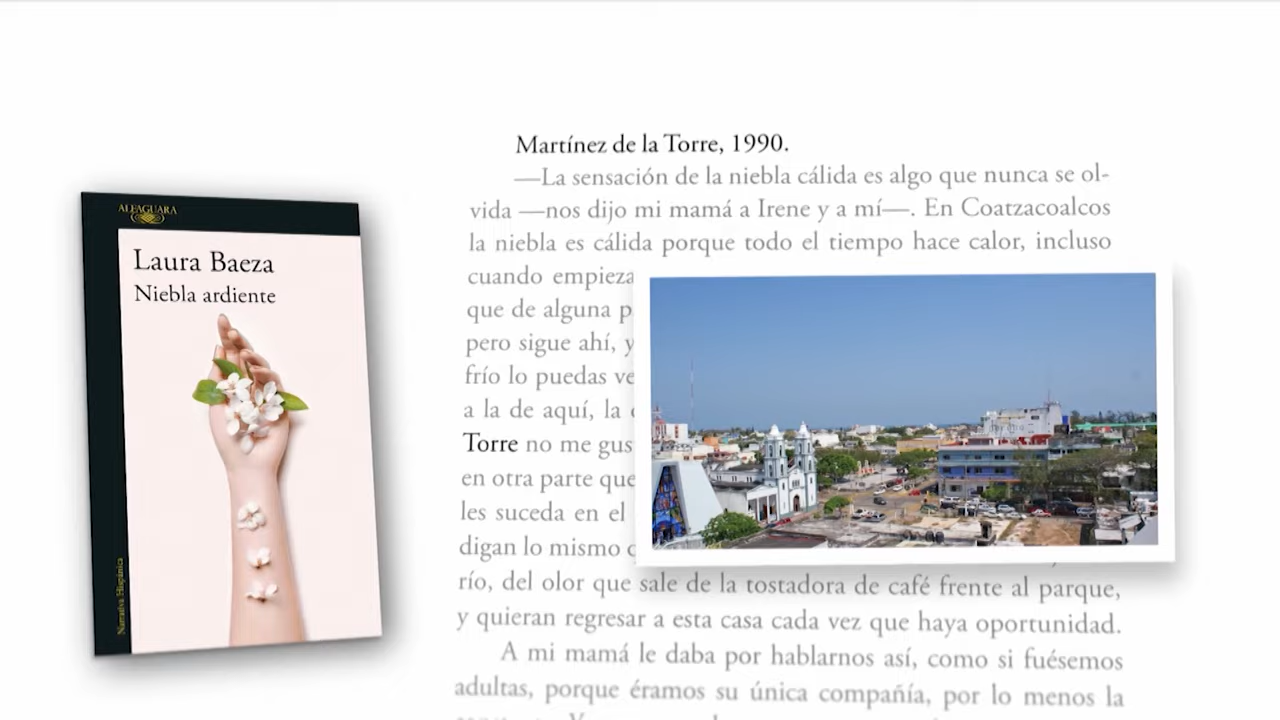 ALFAGUARA
Laura Baeza
Niebla ardiente
Narrativa Hispánica
Martínez de la Torre, 1990.
—La sensación de la niebla cálida es algo que nunca se ol-
vida —nos dijo mi mamá a Irene y a mí—. En Coatzacoalcos
la niebla es cálida porque todo el tiempo hace calor, incluso
cuando empieza
que de alguna p
pero sigue ahí, y
frío lo puedas ve
a la de aquí, la
Torre no me gus
en otra parte que
les suceda en el
digan lo mismo
río, del olor que sale de la tostadora de café frente al parque,
y quieran regresar a esta casa cada vez que haya oportunidad.
A mi mamá le daba por hablarnos así, como si fuésemos
adultas, porque éramos su única compañía, por lo menos la